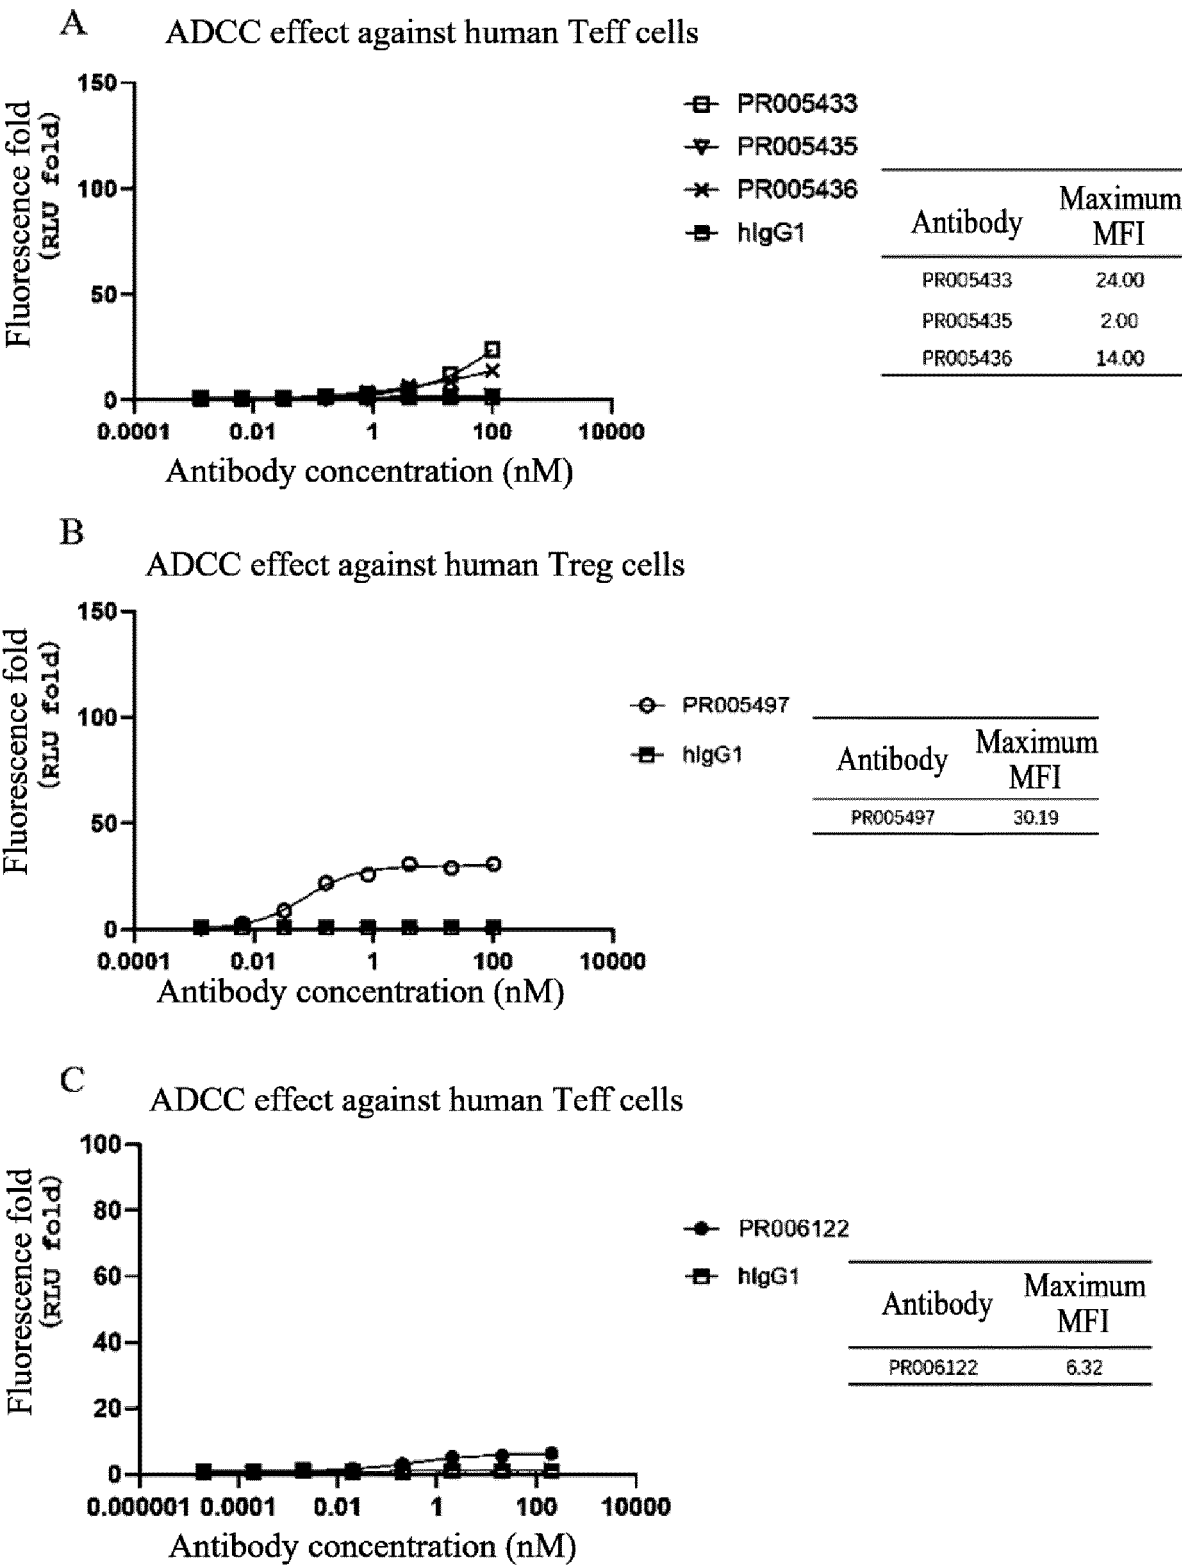 A
ADCC effect against human Teff cells
Fluorescence fold
(RLU fold)
150
100
50
0
0.0001 0.01 1 100 10000
Antibody concentration (nM)
PR005433
PR005435
PR005436
hIgG1
Antibody Maximum MFI
PR005433 24.00
PR005435 2.00
PR005436 14.00
B
ADCC effect against human Treg cells
Fluorescence fold
(RLU fold)
150
100
50
0
0.0001 0.01 1 100 10000
Antibody concentration (nM)
PR005497
hIgG1
Antibody Maximum MFI
PR005497 30.19
C
ADCC effect against human Teff cells
Fluorescence fold
(RLU fold)
100
80
60
40
20
0
0.000001 0.0001 0.01 1 100 10000
Antibody concentration (nM)
PR006122
hIgG1
Antibody Maximum MFI
PR006122 6.32